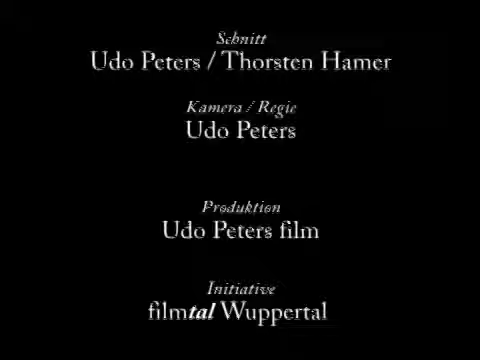 Schnitt
Udo Peters / Thorsten Hamer
Kamera / Regie
Udo Peters
Produktion
Udo Peters film
Initiative
filmtal Wuppertal